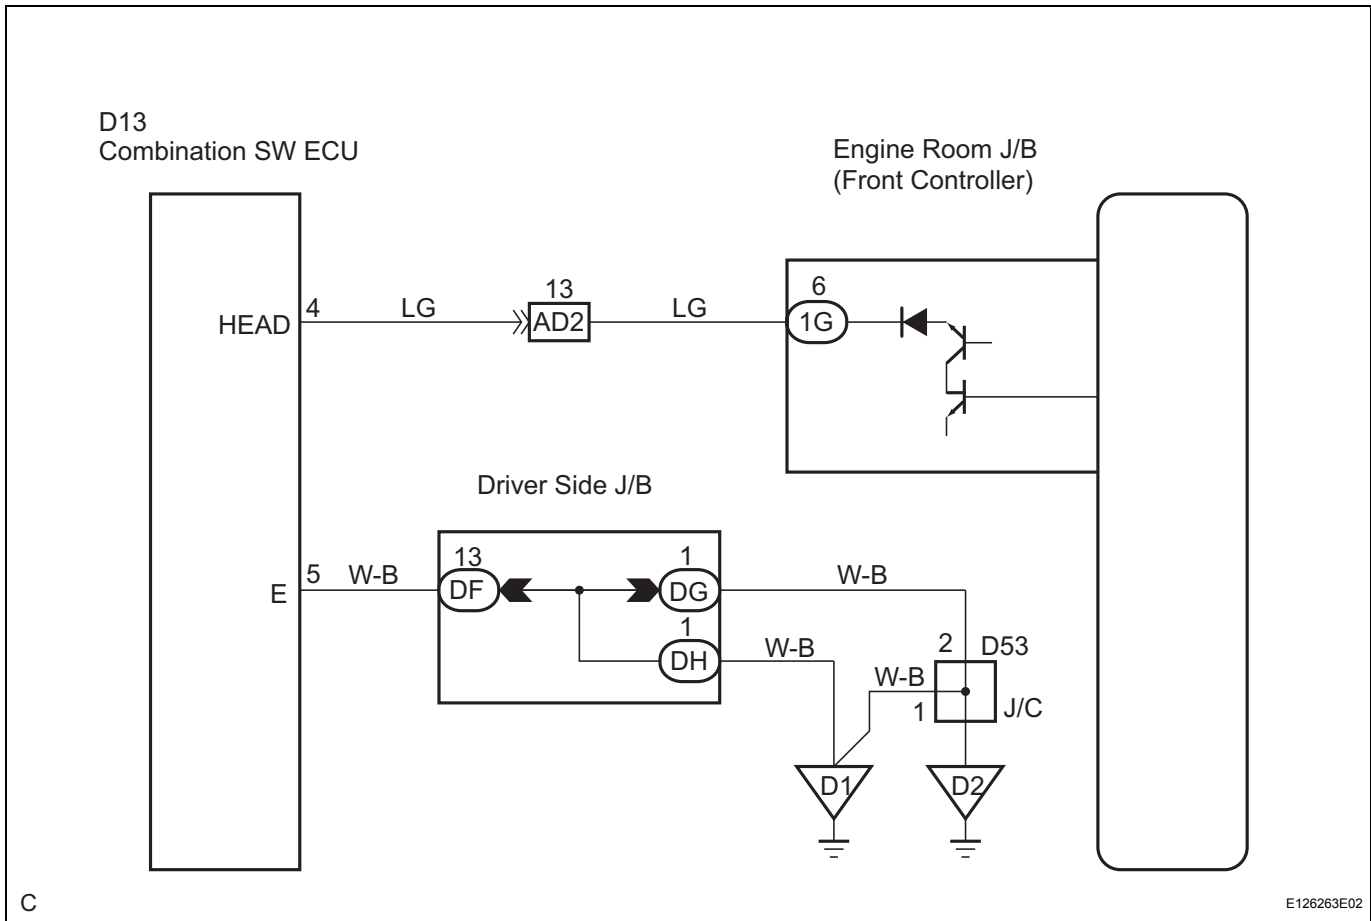 D13
Combination SW ECU
Engine Room J/B
(Front Controller)
HEAD
4
LG
13
AD2
LG
6
1G
Driver Side J/B
E
5
W-B
13
DF
1
DG
W-B
1
DH
W-B
2
D53
W-B
1
J/C
D1
D2
C
E126263E02